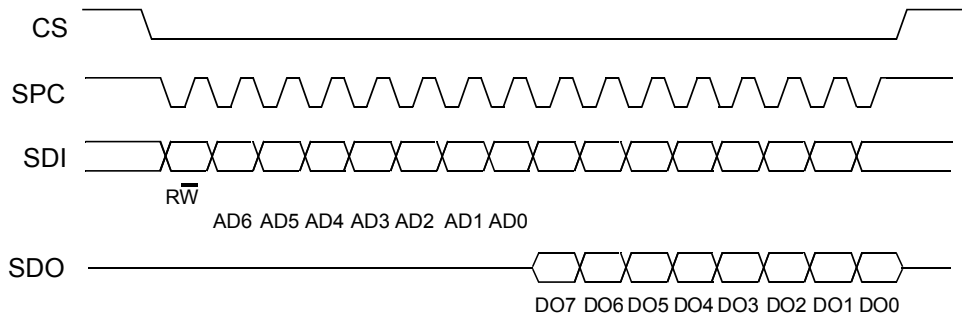 CS
SPC
SDI
RW̅
AD6 AD5 AD4 AD3 AD2 AD1 AD0
SDO
DO7 DO6 DO5 DO4 DO3 DO2 DO1 DO0